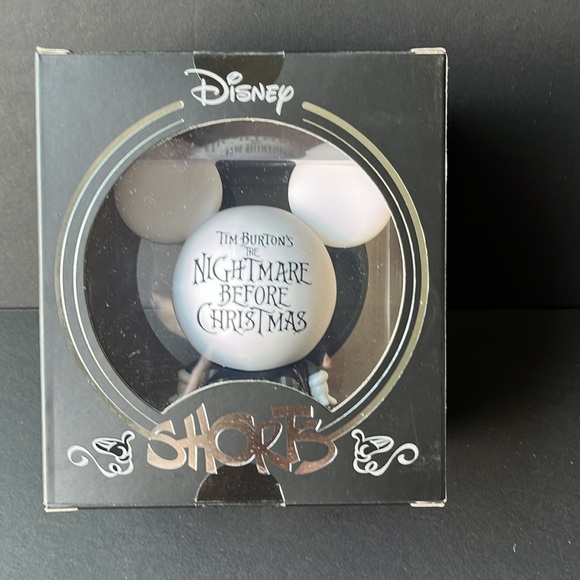 Disney
TIM BURTON'S
THE
NIGHTMARE
BEFORE
CHRISTMAS
SHORTS